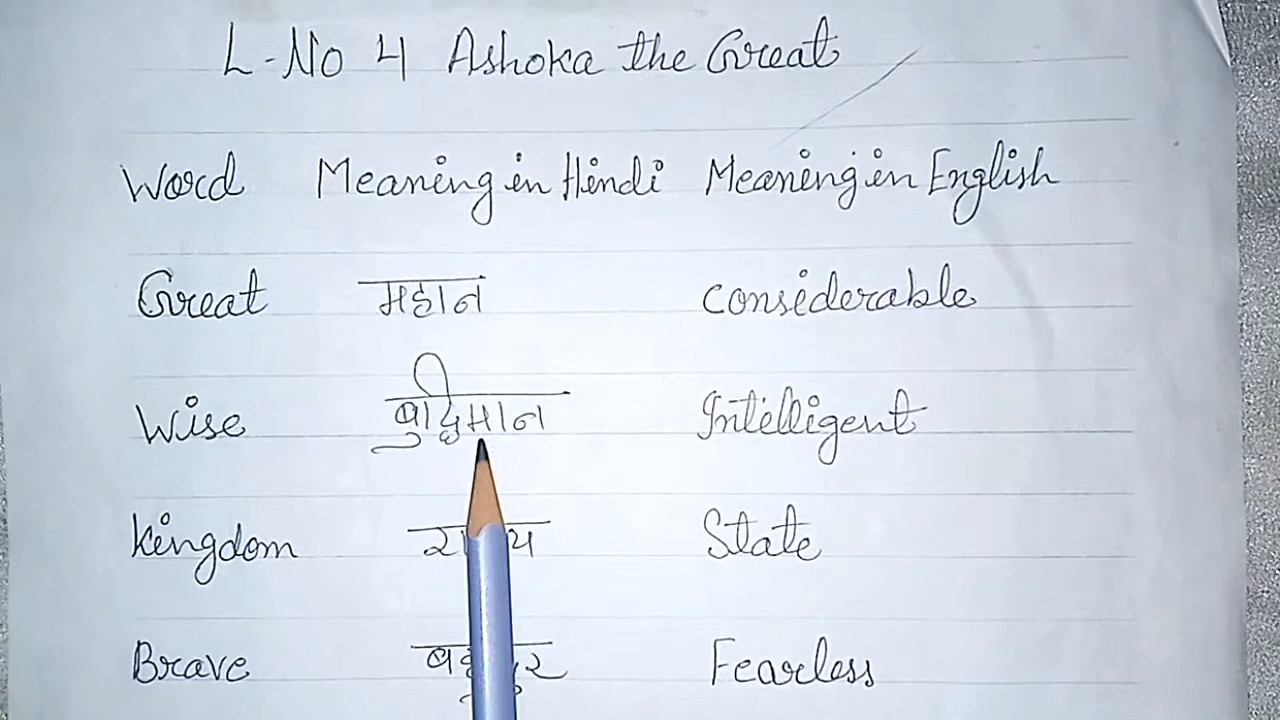 L-No 4 Ashoka the Great
Word Meaning in Hindi Meaning in English
Great महान Considerable
Wise बुद्धिमान Intelligent
Kingdom State
Brave Fearless